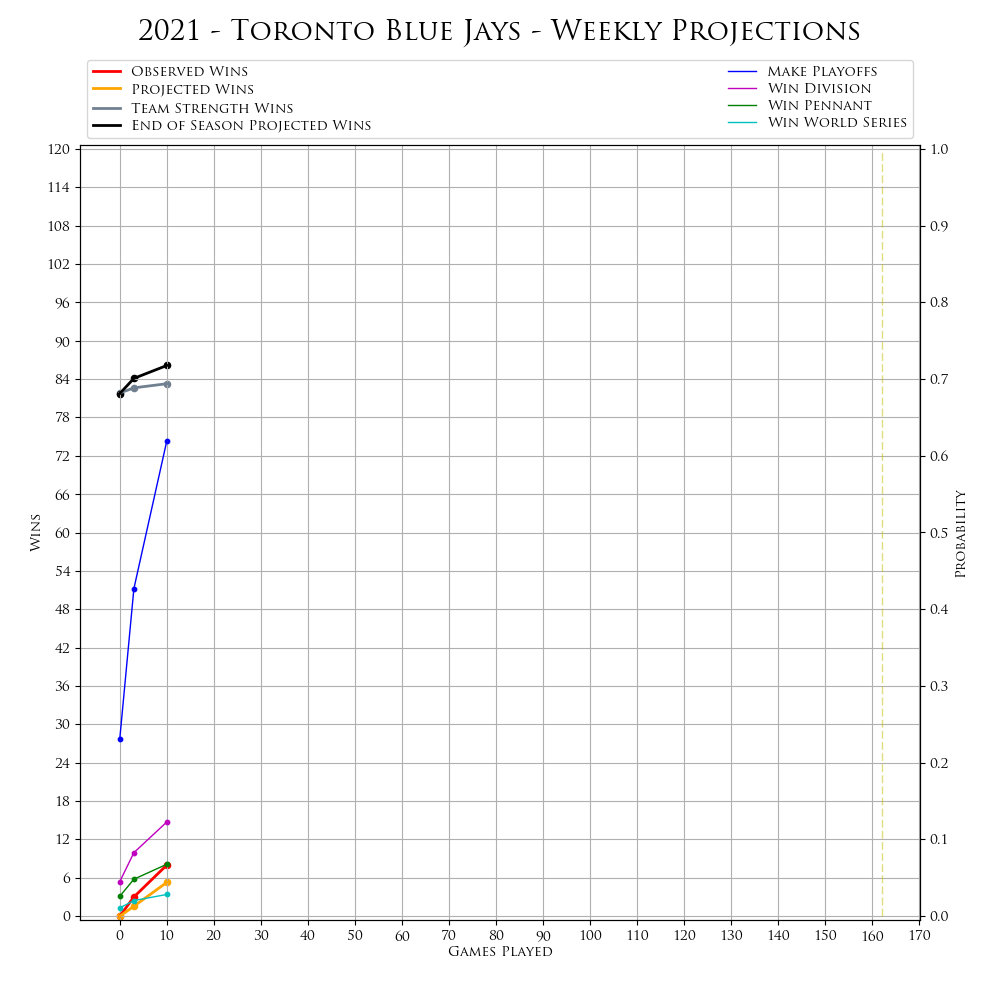 2021 - Toronto Blue Jays - Weekly Projections
Observed Wins
Projected Wins
Team Strength Wins
End of Season Projected Wins
Make Playoffs
Win Division
Win Pennant
Win World Series
120
114
108
102
96
90
84
78
72
66
60
54
48
42
36
30
24
18
12
6
0
Wins
1.0
0.9
0.8
0.7
0.6
0.5
0.4
0.3
0.2
0.1
0.0
Probability
0 10 20 30 40 50 60 70 80 90 100 110 120 130 140 150 160 170
Games Played